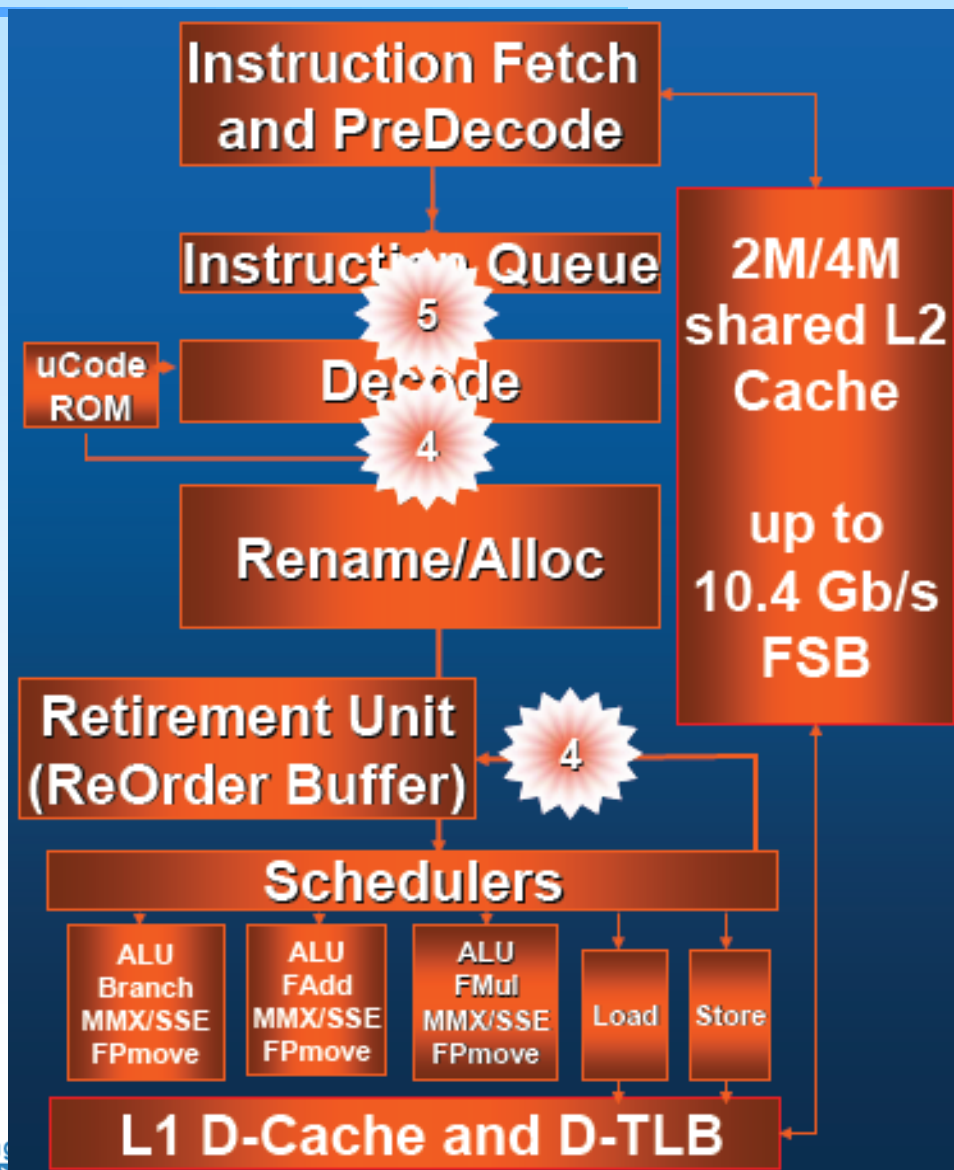 Instruction Fetch
and PreDecode
Instruction Queue
5
Decode
uCode
ROM
4
Rename/Alloc
2M/4M
shared L2
Cache
up to
10.4 Gb/s
FSB
Retirement Unit
(ReOrder Buffer)
4
Schedulers
ALU
Branch
MMX/SSE
FPmove
ALU
FAdd
MMX/SSE
FPmove
ALU
FMul
MMX/SSE
FPmove
Load
Store
L1 D-Cache and D-TLB